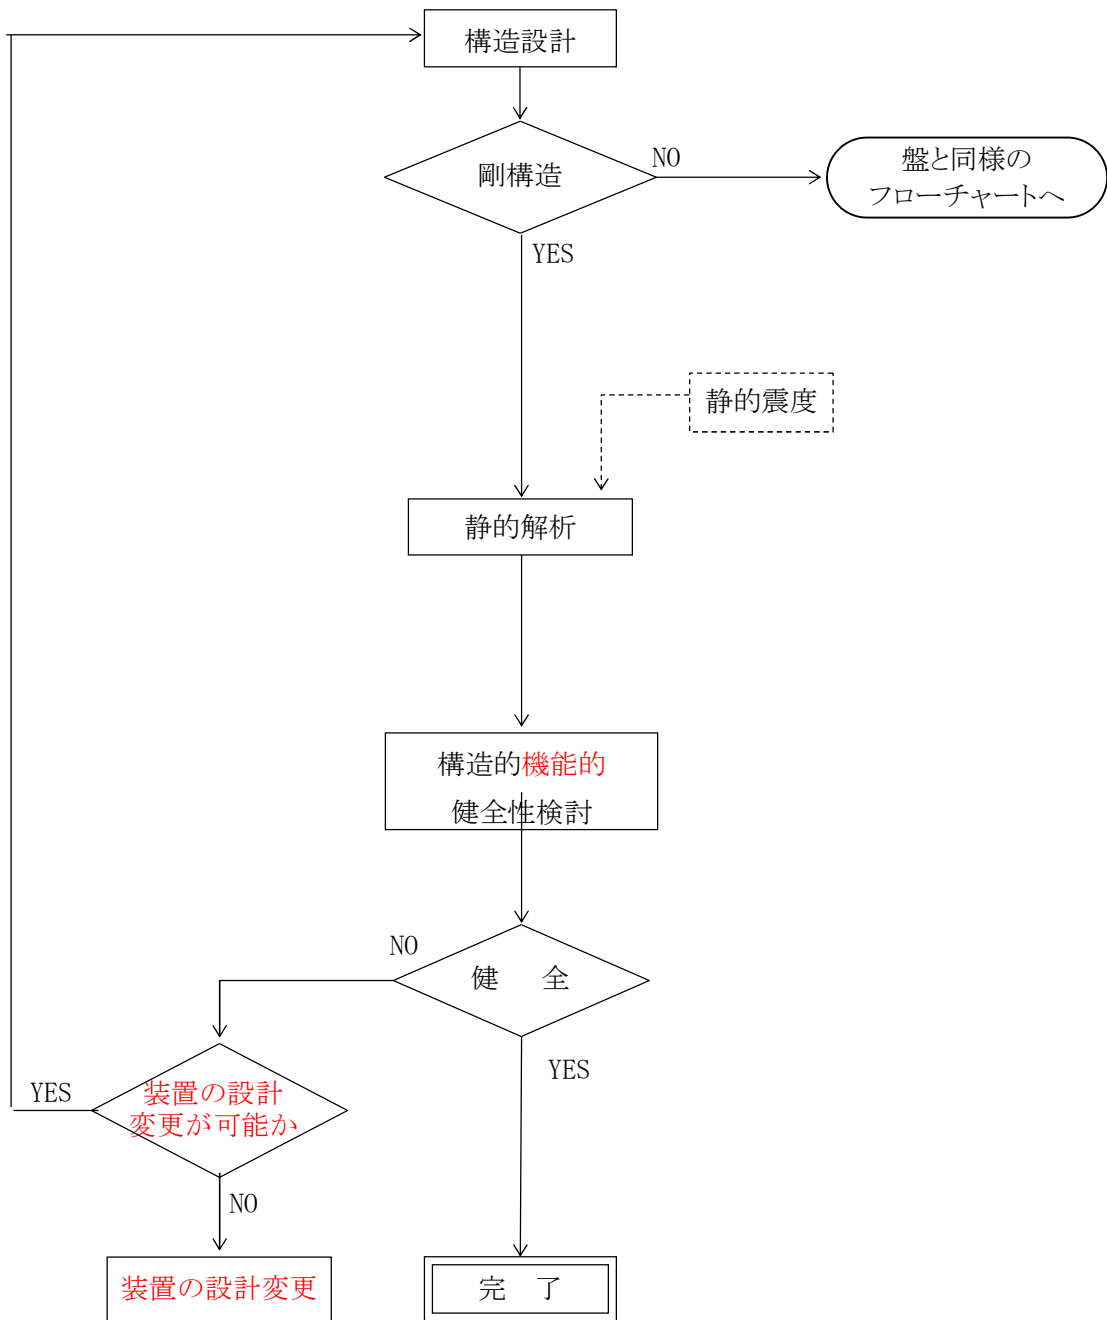 構造設計
剛構造
NO
盤と同様の
フローチャートへ
YES
静的震度
静的解析
構造的機能的
健全性検討
NO
健　全
YES
YES
装置の設計
変更が可能か
NO
装置の設計変更
完　了